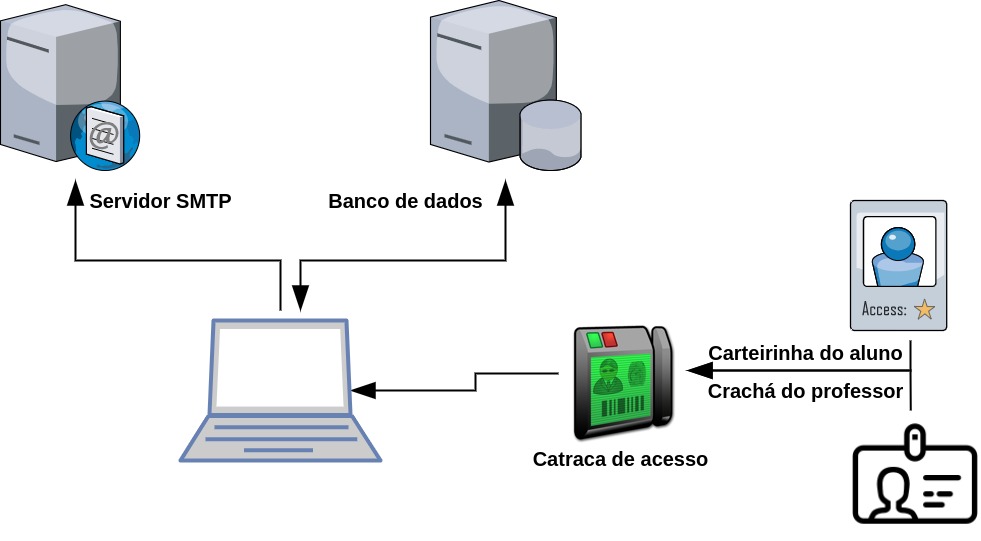 Servidor SMTP
Banco de dados
Access:
Carteirinha do aluno
Crachá do professor
Catraca de acesso
@